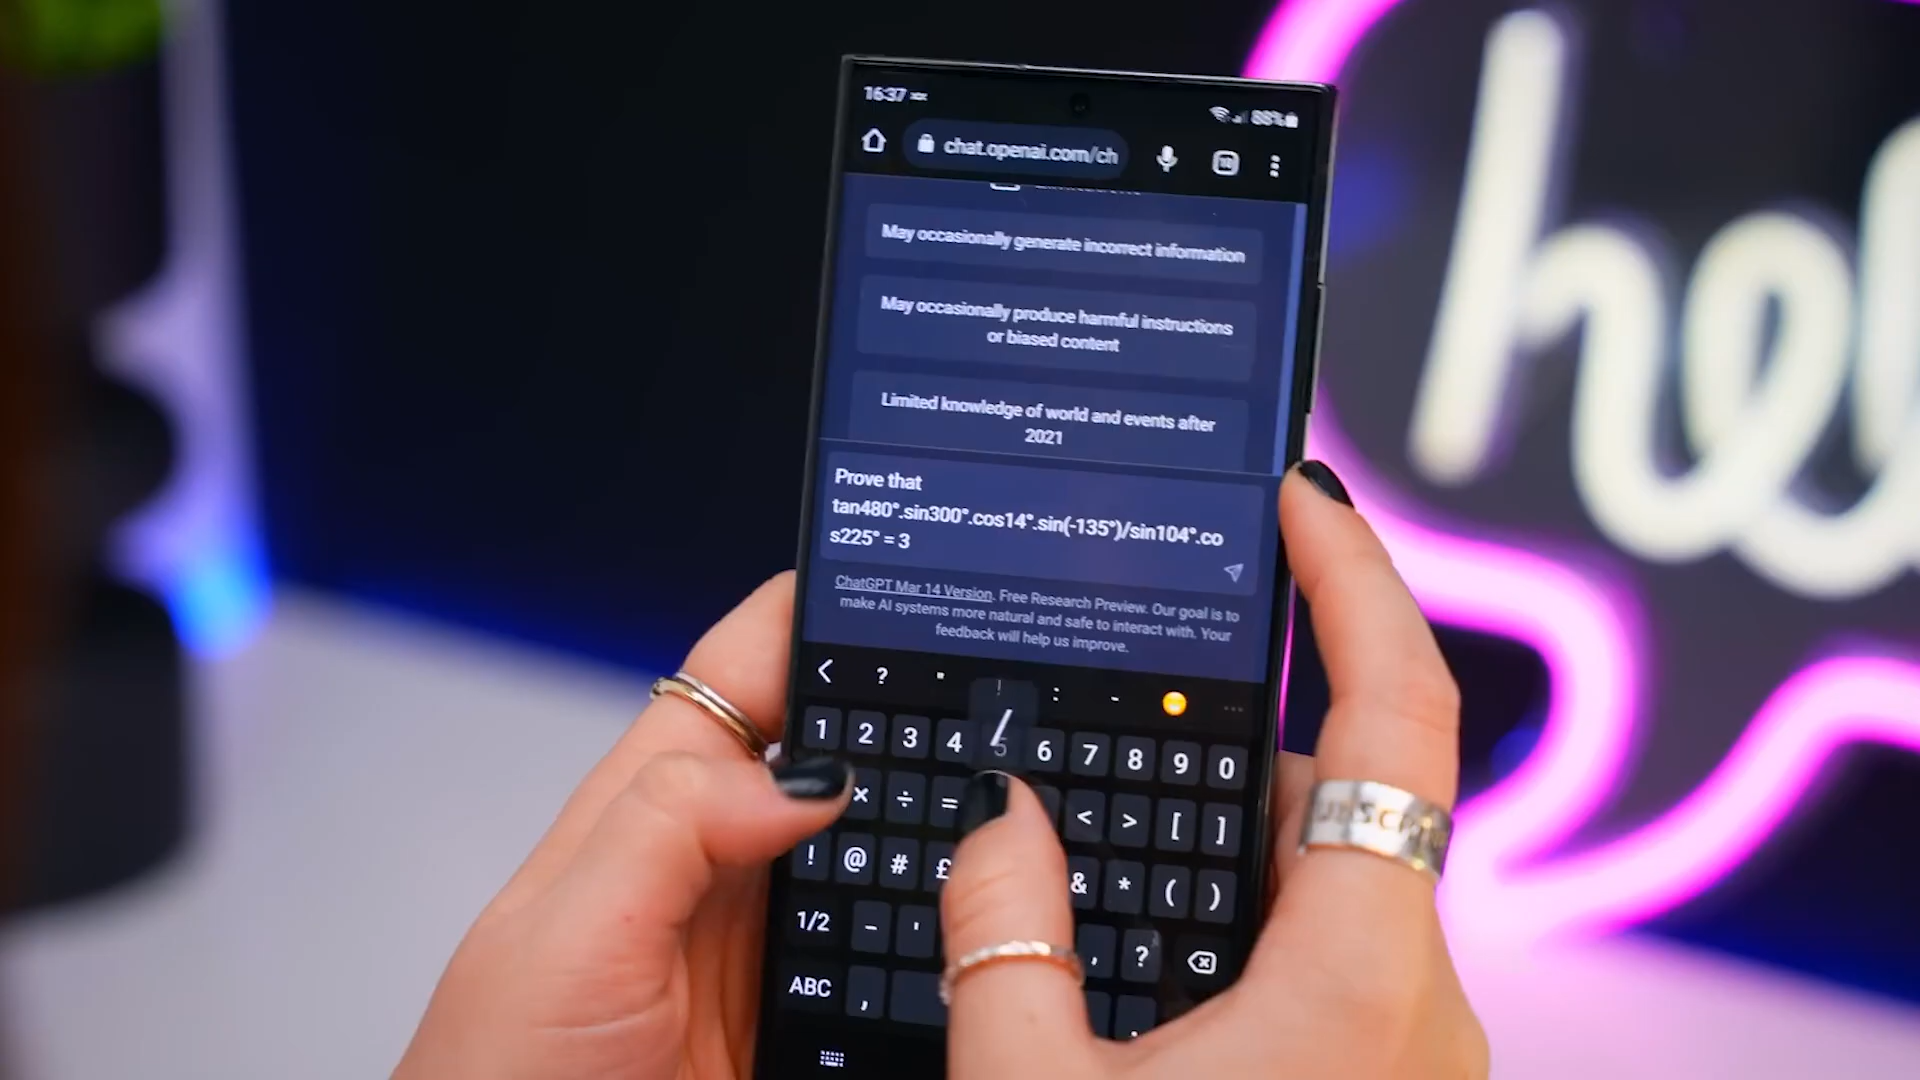 16:37
88%
chat.openai.com/ch
18
May occasionally generate incorrect information
May occasionally produce harmful instructions
or biased content
Limited knowledge of world and events after
2021
Prove that
tan480°.sin300°.cos14°.sin(-135°)/sin104°.co
s225° = 3
ChatGPT Mar 14 Version. Free Research Preview. Our goal is to
make AI systems more natural and safe to interact with. Your
feedback will help us improve.
? " ! : -
1 2 3 4 / 5 6 7 8 9 0
× ÷ = < > [ ]
! @ # £ & * ( )
1/2 - ' , ?
ABC , .
hel